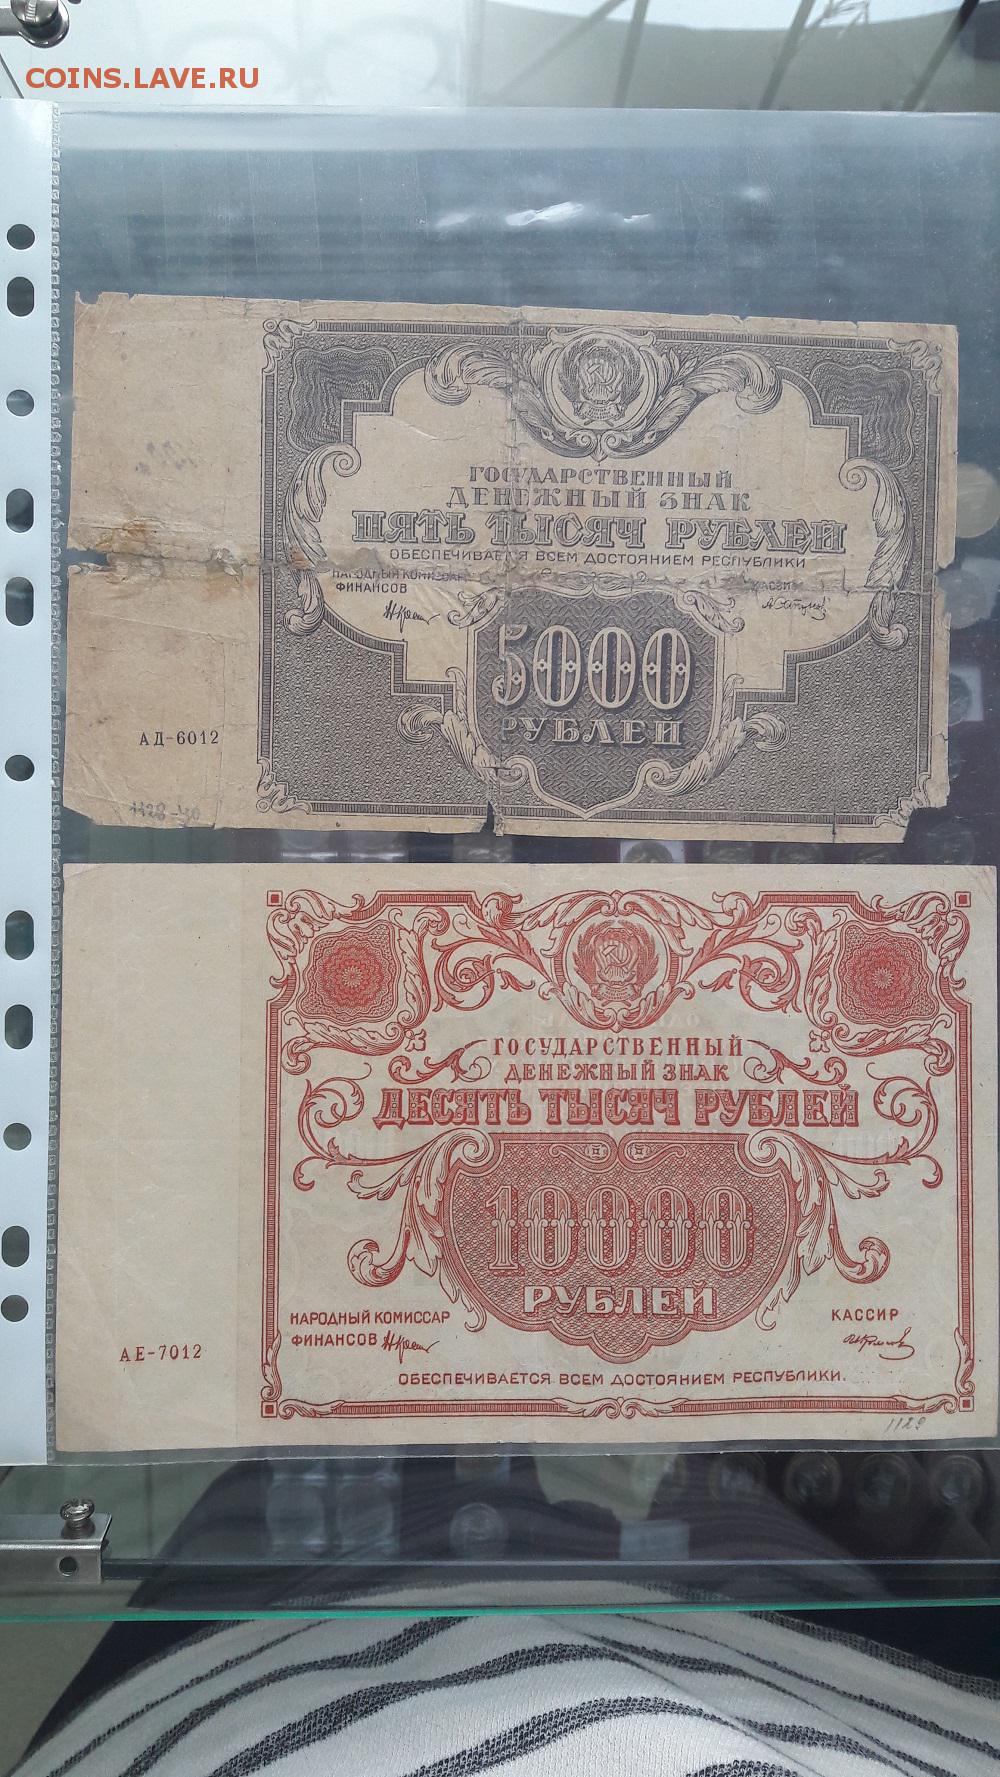 COINS.LAVE.RU
ГОСУДАРСТВЕННЫЙ
ДЕНЕЖНЫЙ ЗНАК
ПЯТЬ ТЫСЯЧ РУБЛЕЙ
ОБЕСПЕЧИВАЕТСЯ ВСЕМ ДОСТОЯНИЕМ РЕСПУБЛИКИ
НАРОДНЫЙ КОМИССАР
ФИНАНСОВ
КАССИР
5000
РУБЛЕЙ
АД-6012
ГОСУДАРСТВЕННЫЙ
ДЕНЕЖНЫЙ ЗНАК
ДЕСЯТЬ ТЫСЯЧ РУБЛЕЙ
10000
РУБЛЕЙ
НАРОДНЫЙ КОМИССАР
ФИНАНСОВ
КАССИР
АЕ-7012
ОБЕСПЕЧИВАЕТСЯ ВСЕМ ДОСТОЯНИЕМ РЕСПУБЛИКИ.
1129